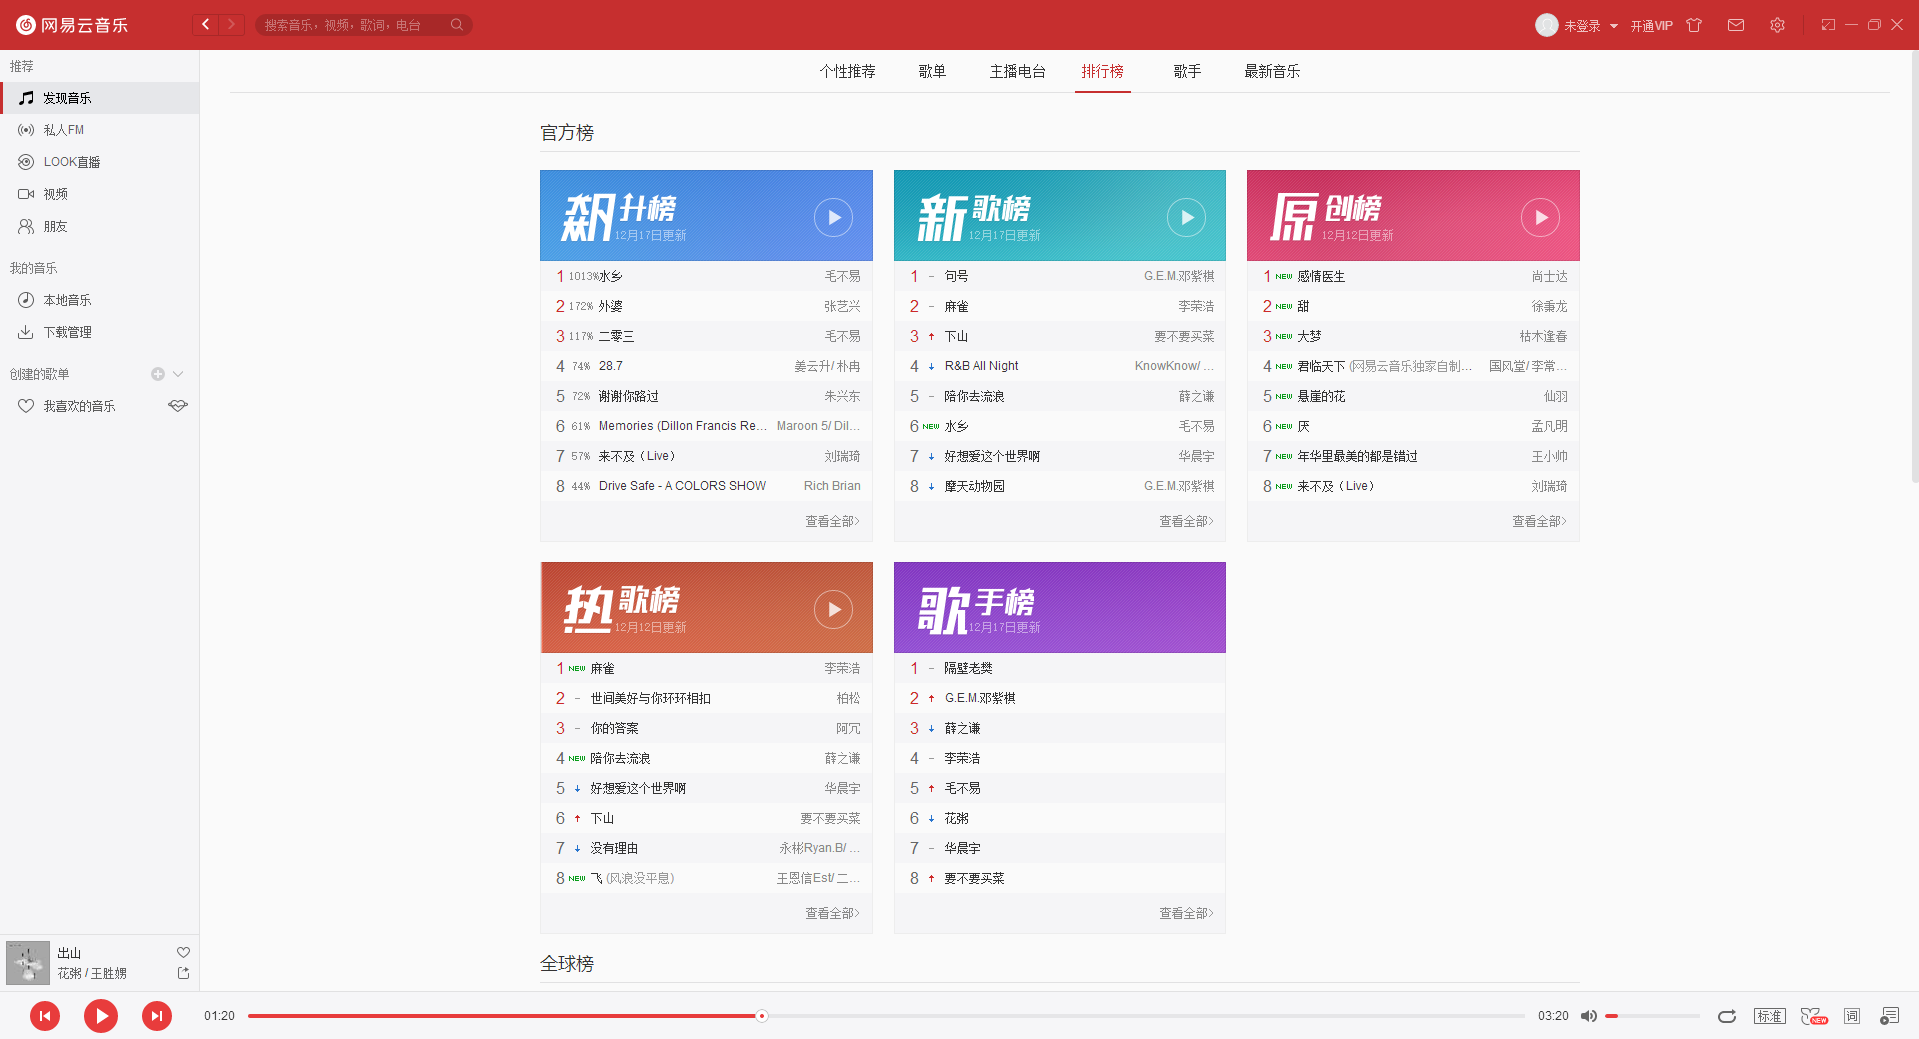 网易云音乐
搜索音乐，视频，歌词，电台
未登录
开通VIP
推荐
发现音乐
私人FM
LOOK直播
视频
朋友
我的音乐
本地音乐
下载管理
创建的歌单
我喜欢的音乐
个性推荐 歌单 主播电台 排行榜 歌手 最新音乐
官方榜
飙升榜
12月17日更新
1 1013% 水乡 毛不易
2 172% 外婆 张艺兴
3 117% 二零三 毛不易
4 74% 28.7 姜云升/ 朴冉
5 72% 谢谢你路过 朱兴东
6 61% Memories (Dillon Francis Re... Maroon 5/ Dil...
7 57% 来不及（Live） 刘瑞琦
8 44% Drive Safe - A COLORS SHOW Rich Brian
查看全部>
新歌榜
12月17日更新
1 - 句号 G.E.M.邓紫棋
2 - 麻雀 李荣浩
3 ↑ 下山 要不要买菜
4 ↓ R&B All Night KnowKnow/ ...
5 - 陪你去流浪 薛之谦
6 NEW 水乡 毛不易
7 ↓ 好想爱这个世界啊 华晨宇
8 ↓ 摩天动物园 G.E.M.邓紫棋
查看全部>
原创榜
12月12日更新
1 NEW 感情医生 尚士达
2 NEW 甜 徐秉龙
3 NEW 大梦 枯木逢春
4 NEW 君临天下 (网易云音乐独家自制... 国风堂/ 李常...
5 NEW 悬崖的花 仙羽
6 NEW 厌 孟凡明
7 NEW 年华里最美的都是错过 王小帅
8 NEW 来不及（Live） 刘瑞琦
查看全部>
热歌榜
12月12日更新
1 NEW 麻雀 李荣浩
2 - 世间美好与你环环相扣 柏松
3 - 你的答案 阿冗
4 NEW 陪你去流浪 薛之谦
5 ↓ 好想爱这个世界啊 华晨宇
6 ↑ 下山 要不要买菜
7 ↓ 没有理由 永彬Ryan.B/ ...
8 NEW 飞 (风浪没平息) 王恩信Est/ 二...
查看全部>
歌手榜
12月17日更新
1 - 隔壁老樊
2 ↑ G.E.M.邓紫棋
3 ↓ 薛之谦
4 - 李荣浩
5 ↑ 毛不易
6 ↓ 花粥
7 - 华晨宇
8 ↑ 要不要买菜
查看全部>
全球榜
出山
花粥 / 王胜娚
01:20
03:20
标准
NEW
词